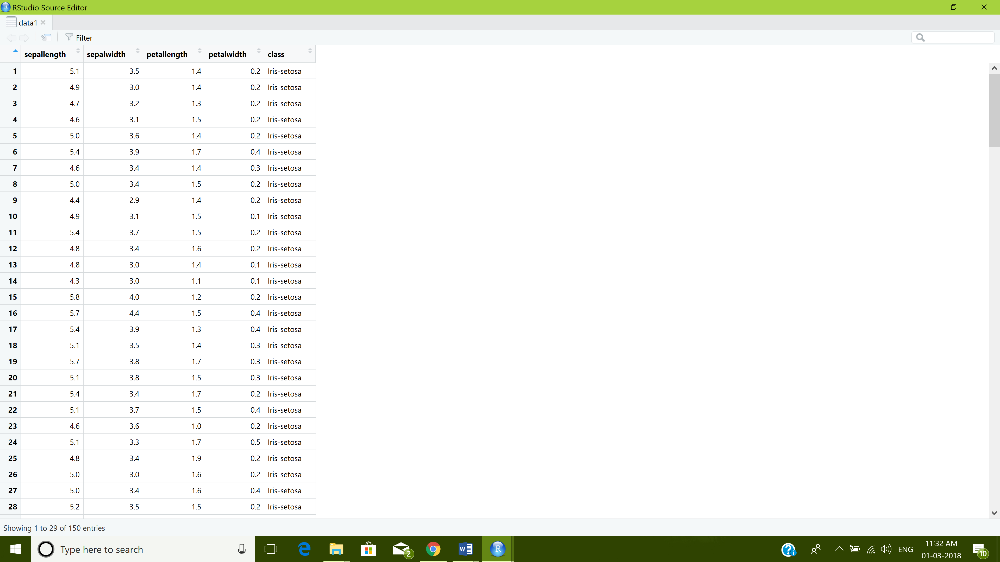 RStudio Source Editor
data1
Filter
sepallength sepalwidth petallength petalwidth class
1 5.1 3.5 1.4 0.2 Iris-setosa
2 4.9 3.0 1.4 0.2 Iris-setosa
3 4.7 3.2 1.3 0.2 Iris-setosa
4 4.6 3.1 1.5 0.2 Iris-setosa
5 5.0 3.6 1.4 0.2 Iris-setosa
6 5.4 3.9 1.7 0.4 Iris-setosa
7 4.6 3.4 1.4 0.3 Iris-setosa
8 5.0 3.4 1.5 0.2 Iris-setosa
9 4.4 2.9 1.4 0.2 Iris-setosa
10 4.9 3.1 1.5 0.1 Iris-setosa
11 5.4 3.7 1.5 0.2 Iris-setosa
12 4.8 3.4 1.6 0.2 Iris-setosa
13 4.8 3.0 1.4 0.1 Iris-setosa
14 4.3 3.0 1.1 0.1 Iris-setosa
15 5.8 4.0 1.2 0.2 Iris-setosa
16 5.7 4.4 1.5 0.4 Iris-setosa
17 5.4 3.9 1.3 0.4 Iris-setosa
18 5.1 3.5 1.4 0.3 Iris-setosa
19 5.7 3.8 1.7 0.3 Iris-setosa
20 5.1 3.8 1.5 0.3 Iris-setosa
21 5.4 3.4 1.7 0.2 Iris-setosa
22 5.1 3.7 1.5 0.4 Iris-setosa
23 4.6 3.6 1.0 0.2 Iris-setosa
24 5.1 3.3 1.7 0.5 Iris-setosa
25 4.8 3.4 1.9 0.2 Iris-setosa
26 5.0 3.0 1.6 0.2 Iris-setosa
27 5.0 3.4 1.6 0.4 Iris-setosa
28 5.2 3.5 1.5 0.2 Iris-setosa
Showing 1 to 29 of 150 entries
Type here to search 2 W R ENG 11:32 AM 10
01-03-2018